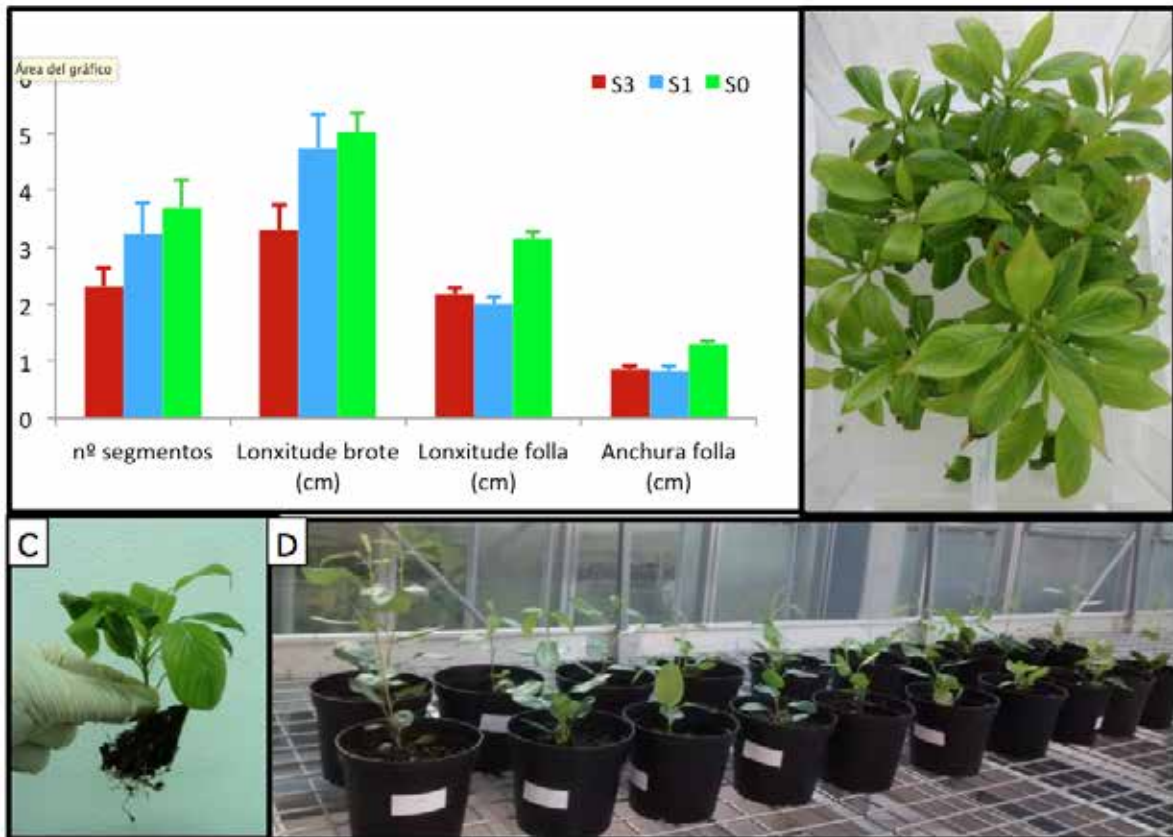 Área del gráfico
6
S3 S1 S0
5
4
3
2
1
0
nº segmentos Lonxitude brote Lonxitude folla Anchura folla
(cm) (cm) (cm)
C
D